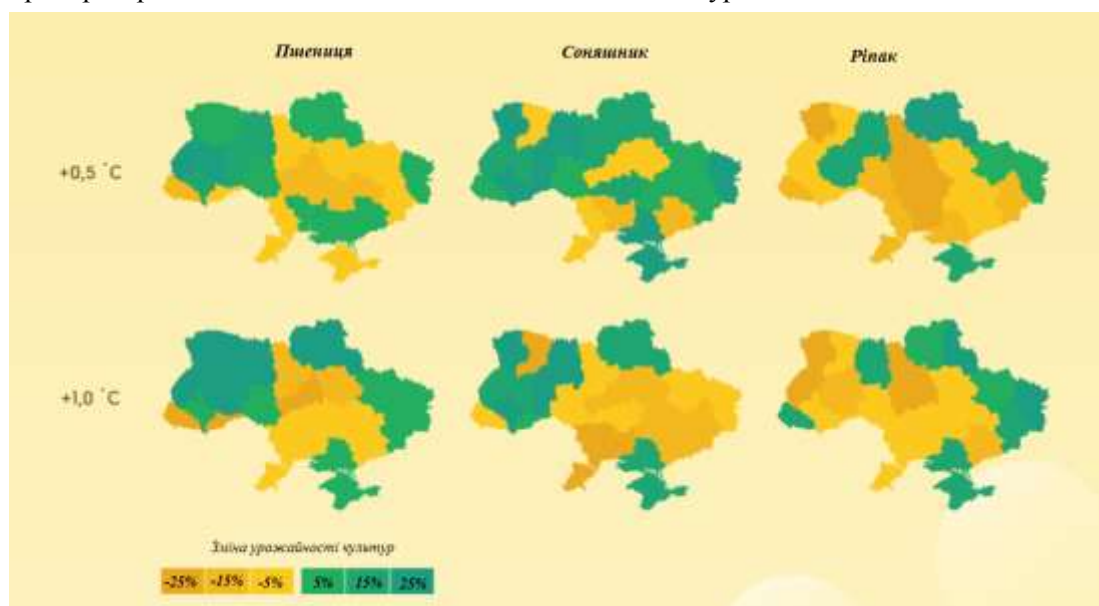 Пшениця Соняшник Ріпак
+0,5 °C
+1,0 °C
Зміна урожайності культур
-25% -15% -5% 5% 15% 25%